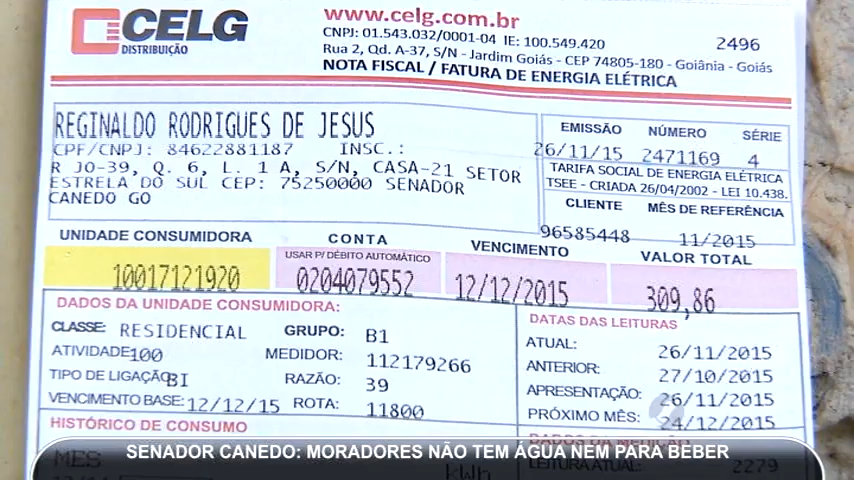 CELG
DISTRIBUIÇÃO
www.celg.com.br
CNPJ: 01.543.032/0001-04 IE: 100.549.420
2496
Rua 2, Qd. A-37, S/N - Jardim Goiás - CEP 74805-180 - Goiânia - Goiás
NOTA FISCAL / FATURA DE ENERGIA ELÉTRICA
REGINALDO RODRIGUES DE JESUS
CPF/CNPJ: 84622881187 INSC.:
R JO-39, Q. 6, L. 1 A, S/N, CASA-21 SETOR
ESTRELA DO SUL CEP: 75250000 SENADOR
CANEDO GO
EMISSÃO NÚMERO SÉRIE
26/11/15 2471169 4
TARIFA SOCIAL DE ENERGIA ELÉTRICA
TSEE - CRIADA 26/04/2002 - LEI 10.438.
CLIENTE MÊS DE REFERÊNCIA
96585448 11/2015
UNIDADE CONSUMIDORA CONTA VENCIMENTO VALOR TOTAL
USAR P/ DÉBITO AUTOMÁTICO
10017121920 0204079552 12/12/2015 309,86
DADOS DA UNIDADE CONSUMIDORA:
CLASSE: RESIDENCIAL GRUPO: B1
ATIVIDADE 100 MEDIDOR: 112179266
TIPO DE LIGAÇÃO BI RAZÃO: 39
VENCIMENTO BASE: 12/12/15 ROTA: 11800
HISTÓRICO DE CONSUMO
MES kWh
DATAS DAS LEITURAS
ATUAL: 26/11/2015
ANTERIOR: 27/10/2015
APRESENTAÇÃO: 26/11/2015
PRÓXIMO MÊS: 24/12/2015
DADOS DA MEDIÇÃO
LEITURA ATUAL: 2279
SENADOR CANEDO: MORADORES NÃO TEM ÁGUA NEM PARA BEBER